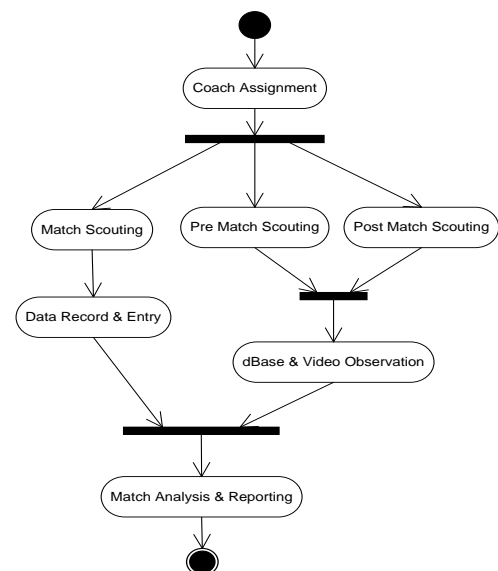 Coach Assignment
Match Scouting
Pre Match Scouting
Post Match Scouting
Data Record & Entry
dBase & Video Observation
Match Analysis & Reporting